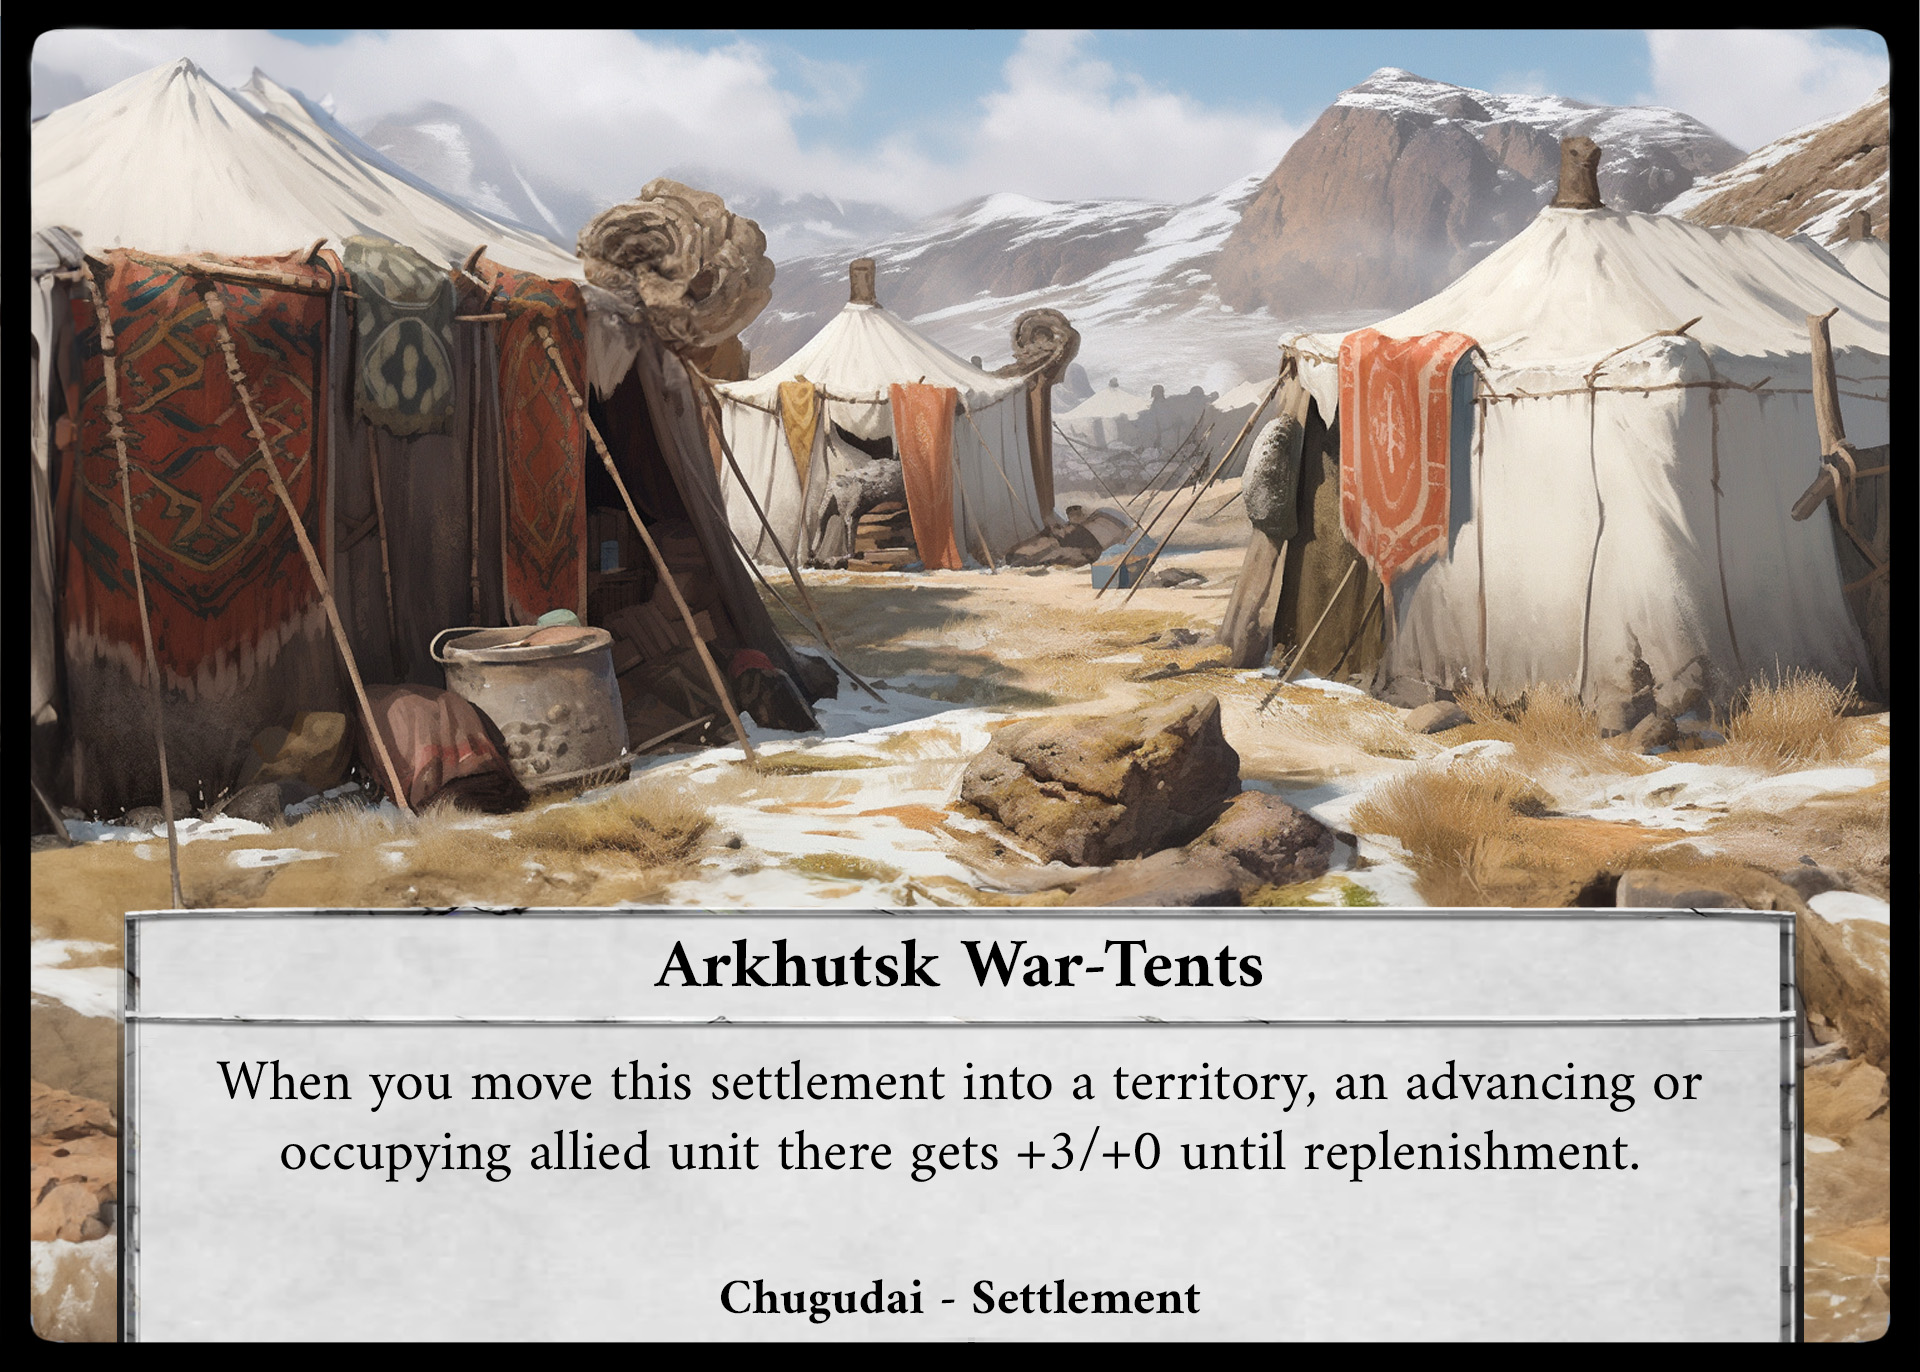 Arkhutsk War-Tents
When you move this settlement into a territory, an advancing or
occupying allied unit there gets +3/+0 until replenishment.
Chugudai - Settlement